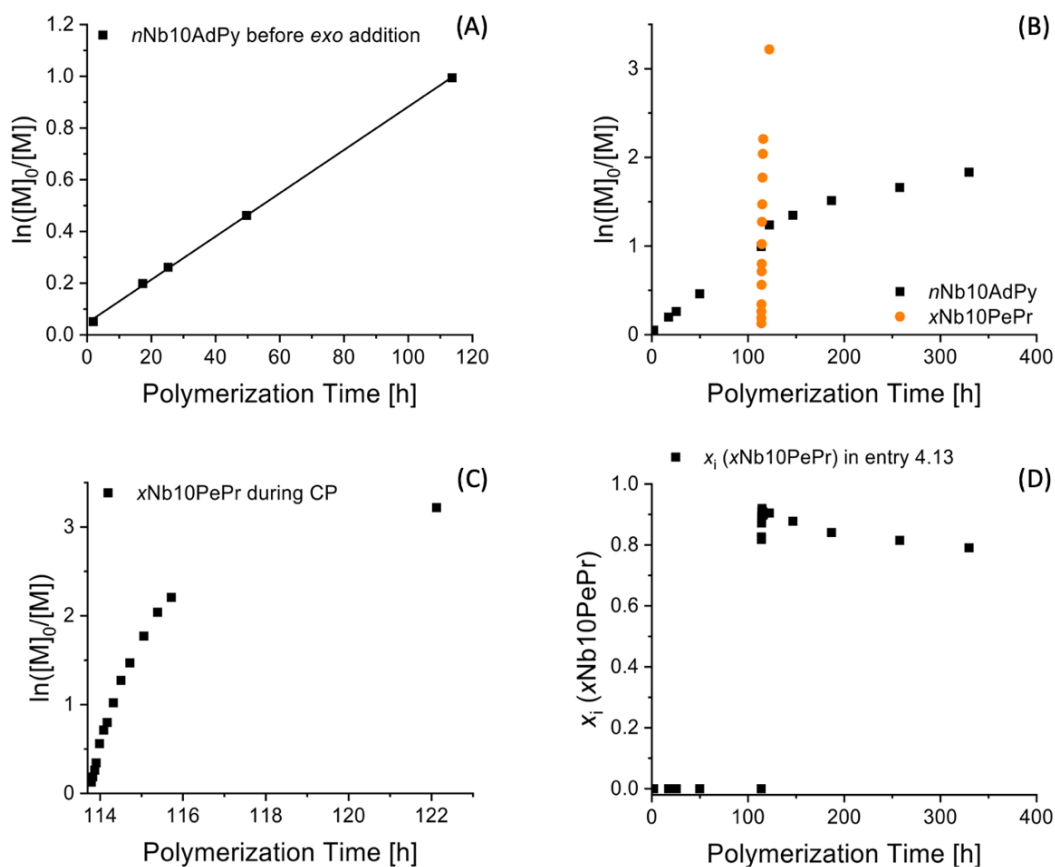 nNb10AdPy before exo addition
(A)
1.2
1.0
0.8
0.6
0.4
0.2
0.0
ln([M]0/[M])
0 20 40 60 80 100 120
Polymerization Time [h]
(B)
3
2
1
0
ln([M]0/[M])
nNb10AdPy
xNb10PePr
0 100 200 300 400
Polymerization Time [h]
xNb10PePr during CP
(C)
3
2
1
0
ln([M]0/[M])
114 116 118 120 122
Polymerization Time [h]
xi (xNb10PePr) in entry 4.13
(D)
1.0
0.8
0.6
0.4
0.2
0.0
xi (xNb10PePr)
0 100 200 300 400
Polymerization Time [h]